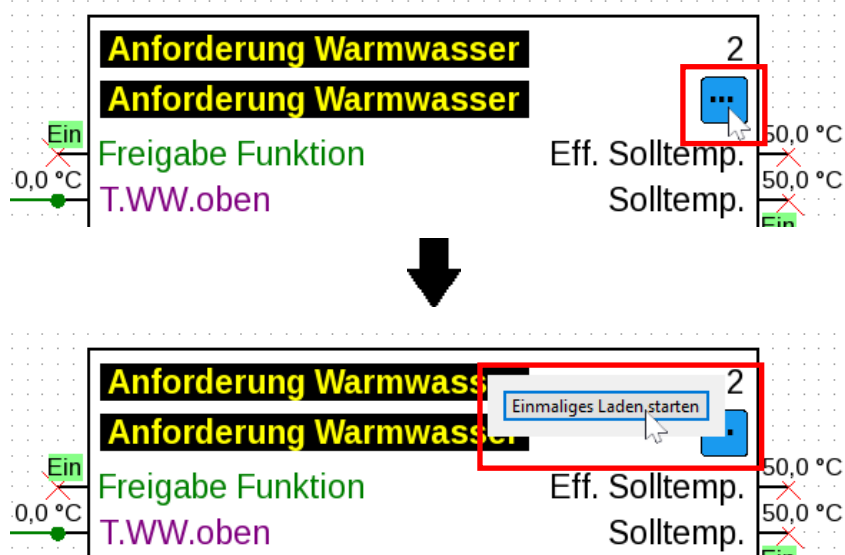 Anforderung Warmwasser 2
Anforderung Warmwasser ...
Ein 50,0 °C
Freigabe Funktion Eff. Solltemp.
0,0 °C 50,0 °C
T.WW.oben Solltemp.
Ein
Anforderung Warmwass 2
Einmaliges Laden starten
Anforderung Warmwasser
Ein 50,0 °C
Freigabe Funktion Eff. Solltemp.
0,0 °C 50,0 °C
T.WW.oben Solltemp.